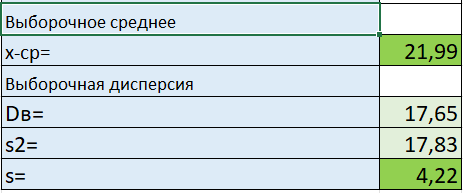 Выборочное среднее
х-ср= 21,99
Выборочная дисперсия
Dв= 17,65
s2= 17,83
s= 4,22